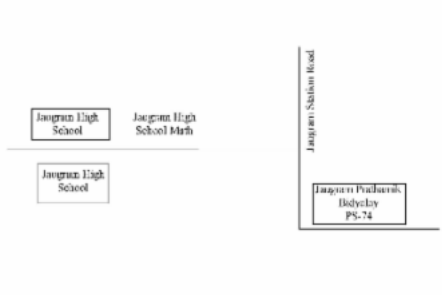 Jaugram High
School
Jaugram High
School Math
Jaugram High
School
Jaugram Station Road
Jaugram Prathamik
Bidyalay
PS-74